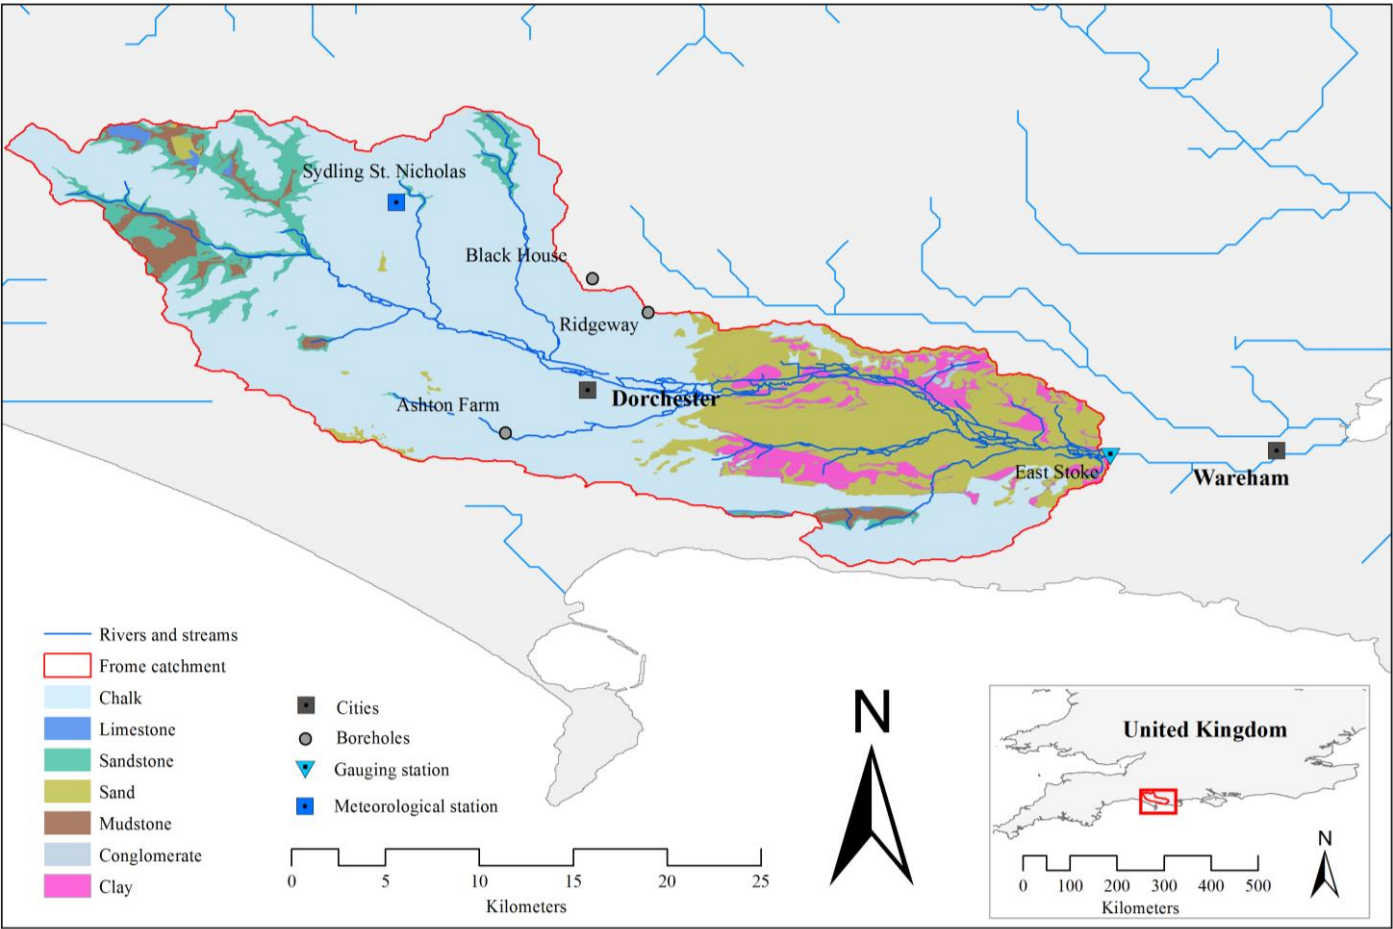 Sydling St. Nicholas
Black House
Ridgeway
Dorchester
Ashton Farm
East Stoke
Wareham
Rivers and streams
Frome catchment
Chalk
Limestone
Sandstone
Sand
Mudstone
Conglomerate
Clay
Cities
Boreholes
Gauging station
Meteorological station
0 5 10 15 20 25
Kilometers
N
United Kingdom
N
0 100 200 300 400 500
Kilometers